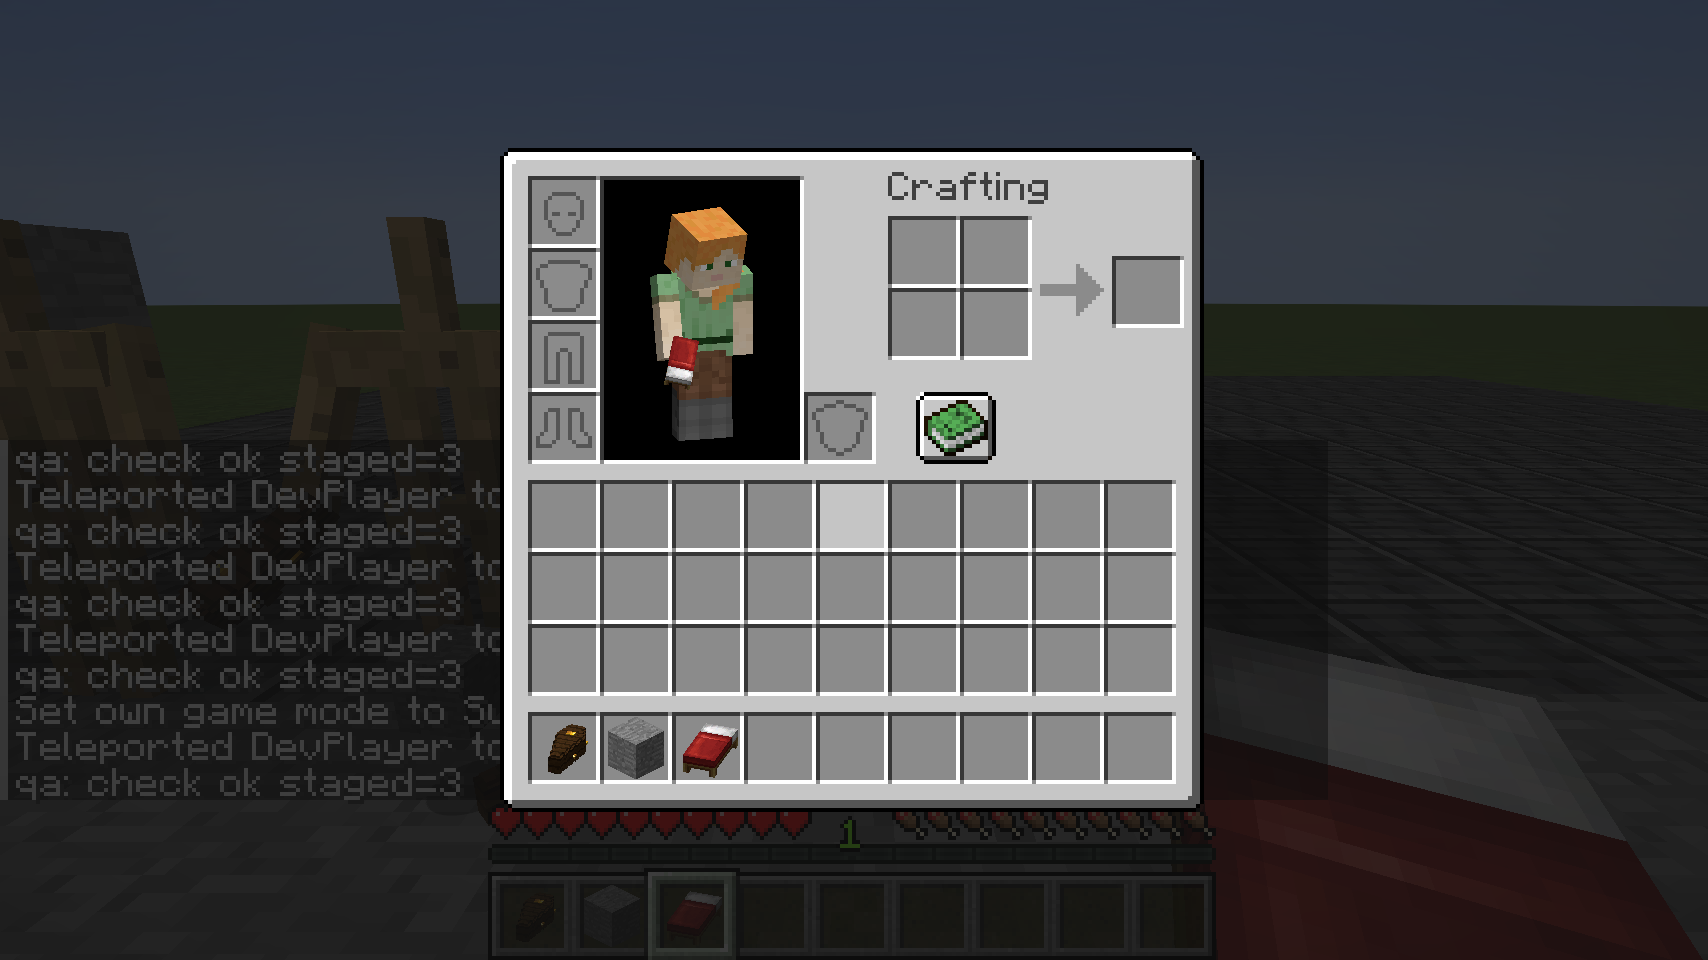 Crafting
qa: check ok staged=3
Teleported DevPlayer to
qa: check ok staged=3
Teleported DevPlayer to
qa: check ok staged=3
Teleported DevPlayer to
qa: check ok staged=3
Set own game mode to Su
Teleported DevPlayer to
qa: check ok staged=3
1